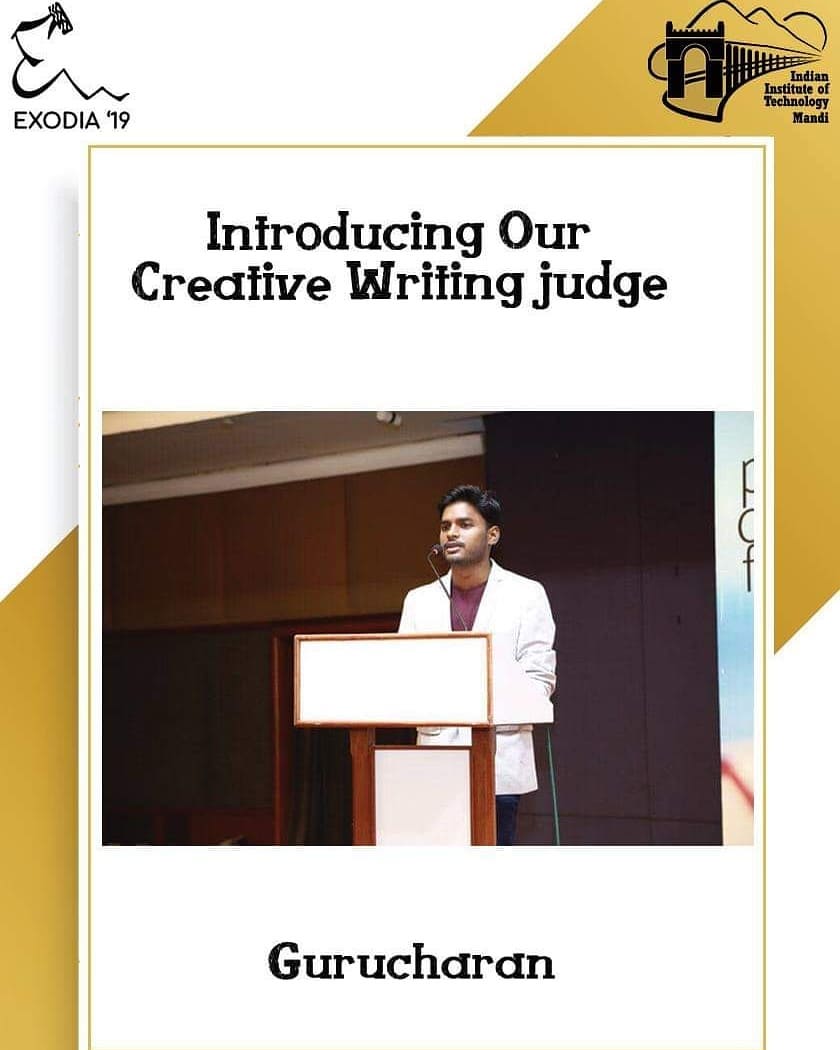 EXODIA '19
Indian
Institute of
Technology
Mandi
Introducing Our
Creative Writing judge
Gurucharan